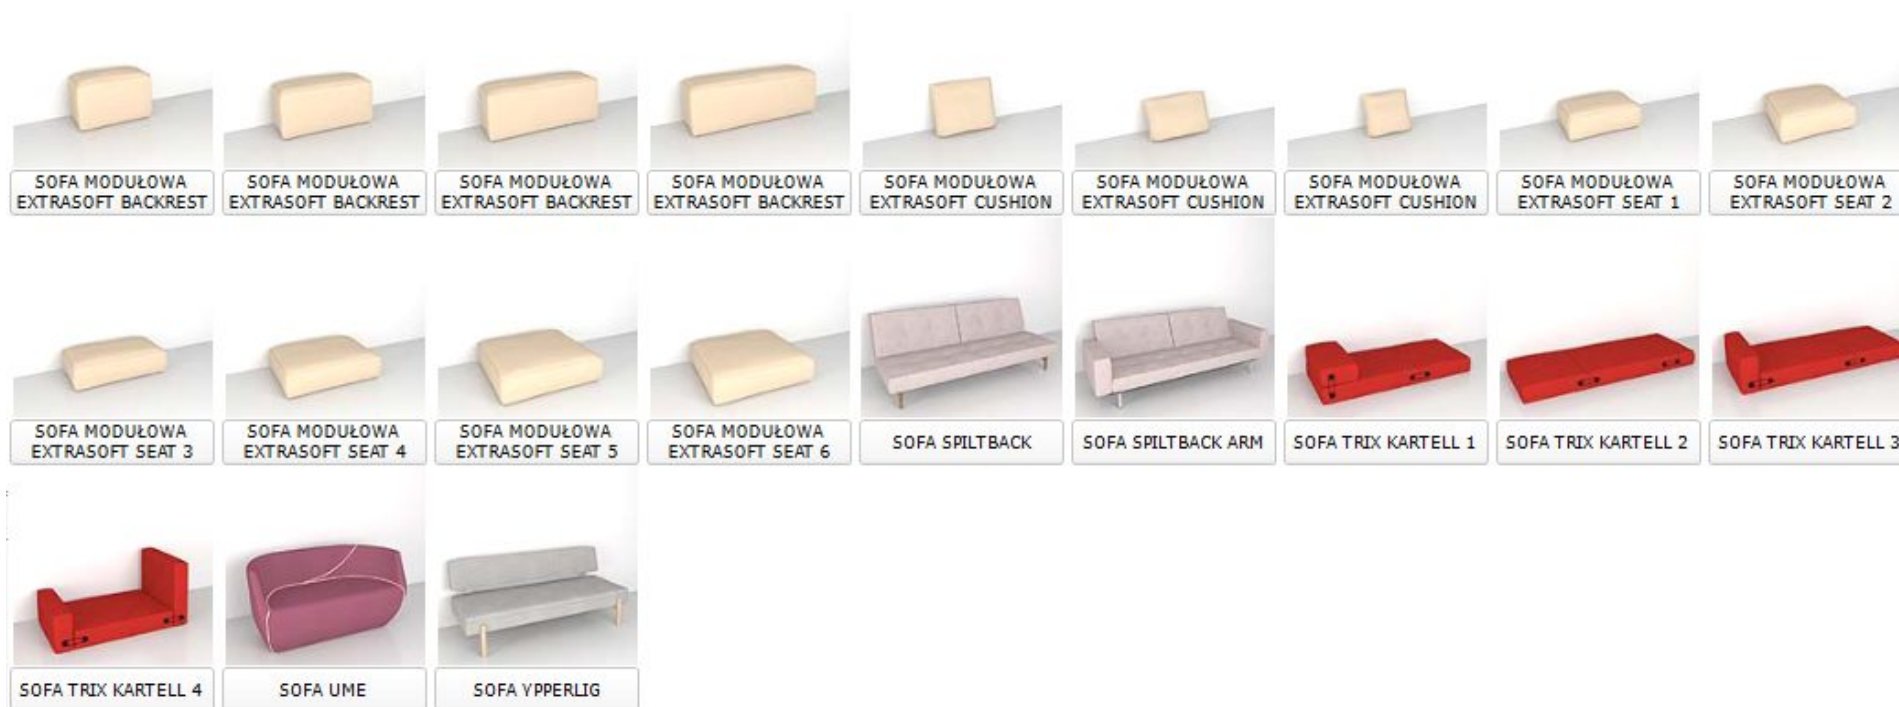 SOFA MODUŁOWA
EXTRASOFT BACKREST
SOFA MODUŁOWA
EXTRASOFT BACKREST
SOFA MODUŁOWA
EXTRASOFT BACKREST
SOFA MODUŁOWA
EXTRASOFT BACKREST
SOFA MODUŁOWA
EXTRASOFT CUSHION
SOFA MODUŁOWA
EXTRASOFT CUSHION
SOFA MODUŁOWA
EXTRASOFT CUSHION
SOFA MODUŁOWA
EXTRASOFT SEAT 1
SOFA MODUŁOWA
EXTRASOFT SEAT 2
SOFA MODUŁOWA
EXTRASOFT SEAT 3
SOFA MODUŁOWA
EXTRASOFT SEAT 4
SOFA MODUŁOWA
EXTRASOFT SEAT 5
SOFA MODUŁOWA
EXTRASOFT SEAT 6
SOFA SPILTBACK
SOFA SPILTBACK ARM
SOFA TRIX KARTELL 1
SOFA TRIX KARTELL 2
SOFA TRIX KARTELL 3
SOFA TRIX KARTELL 4
SOFA UME
SOFA YPPERLIG